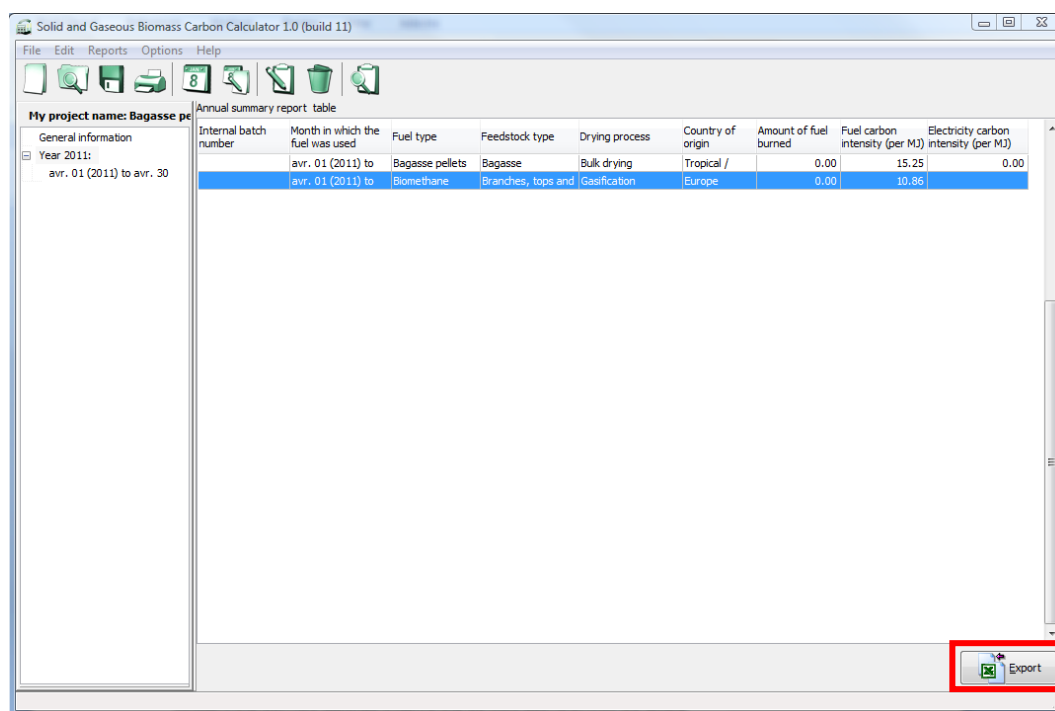 Solid and Gaseous Biomass Carbon Calculator 1.0 (build 11)
File Edit Reports Options Help
8
My project name: Bagasse pe
General information
Year 2011:
avr. 01 (2011) to avr. 30
Annual summary report table
Internal batch number Month in which the fuel was used Fuel type Feedstock type Drying process Country of origin Amount of fuel burned Fuel carbon intensity (per MJ) Electricity carbon intensity (per MJ)
avr. 01 (2011) to Bagasse pellets Bagasse Bulk drying Tropical / 0.00 15.25 0.00
avr. 01 (2011) to Biomethane Branches, tops and Gasification Europe 0.00 10.86
Export